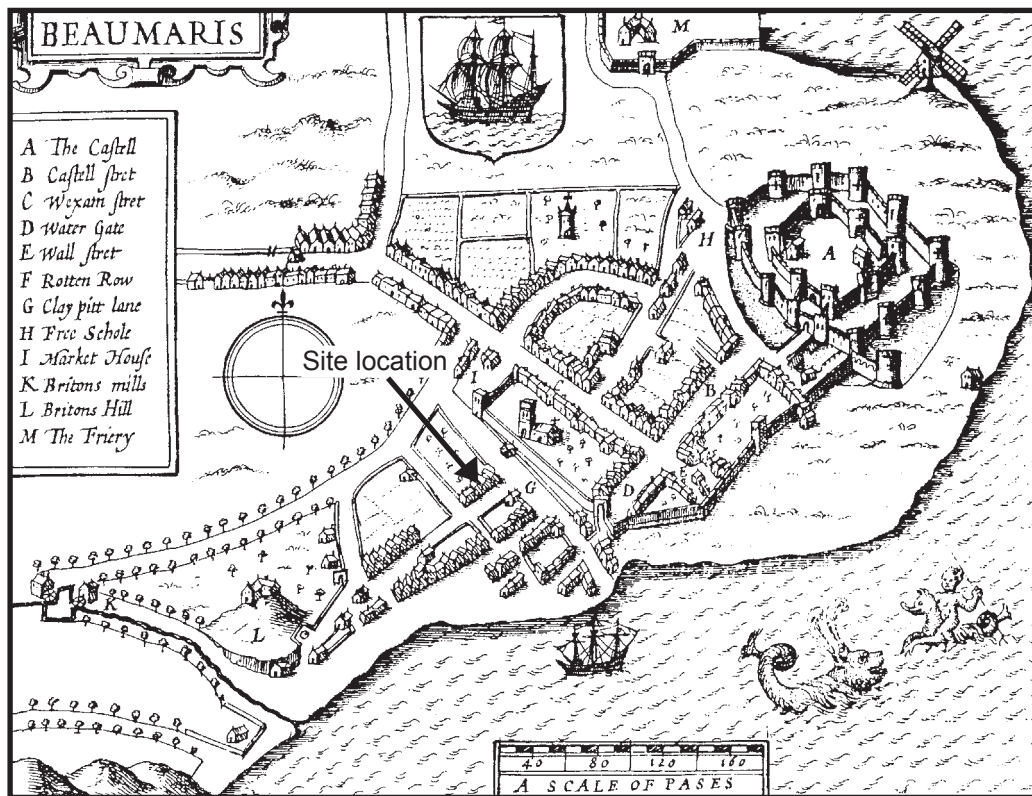 BEAUMARIS
M
A The Castell
B Castell stret
C Wexam stret
D Water Gate
E Wall stret
F Rotten Row
G Clay pitt lane
H Free Schole
I Market House
K Britons mills
L Britons Hill
M The Friery
H
A
Site location
I
B
G
D
K
L
40 80 120 160
A SCALE OF PASES